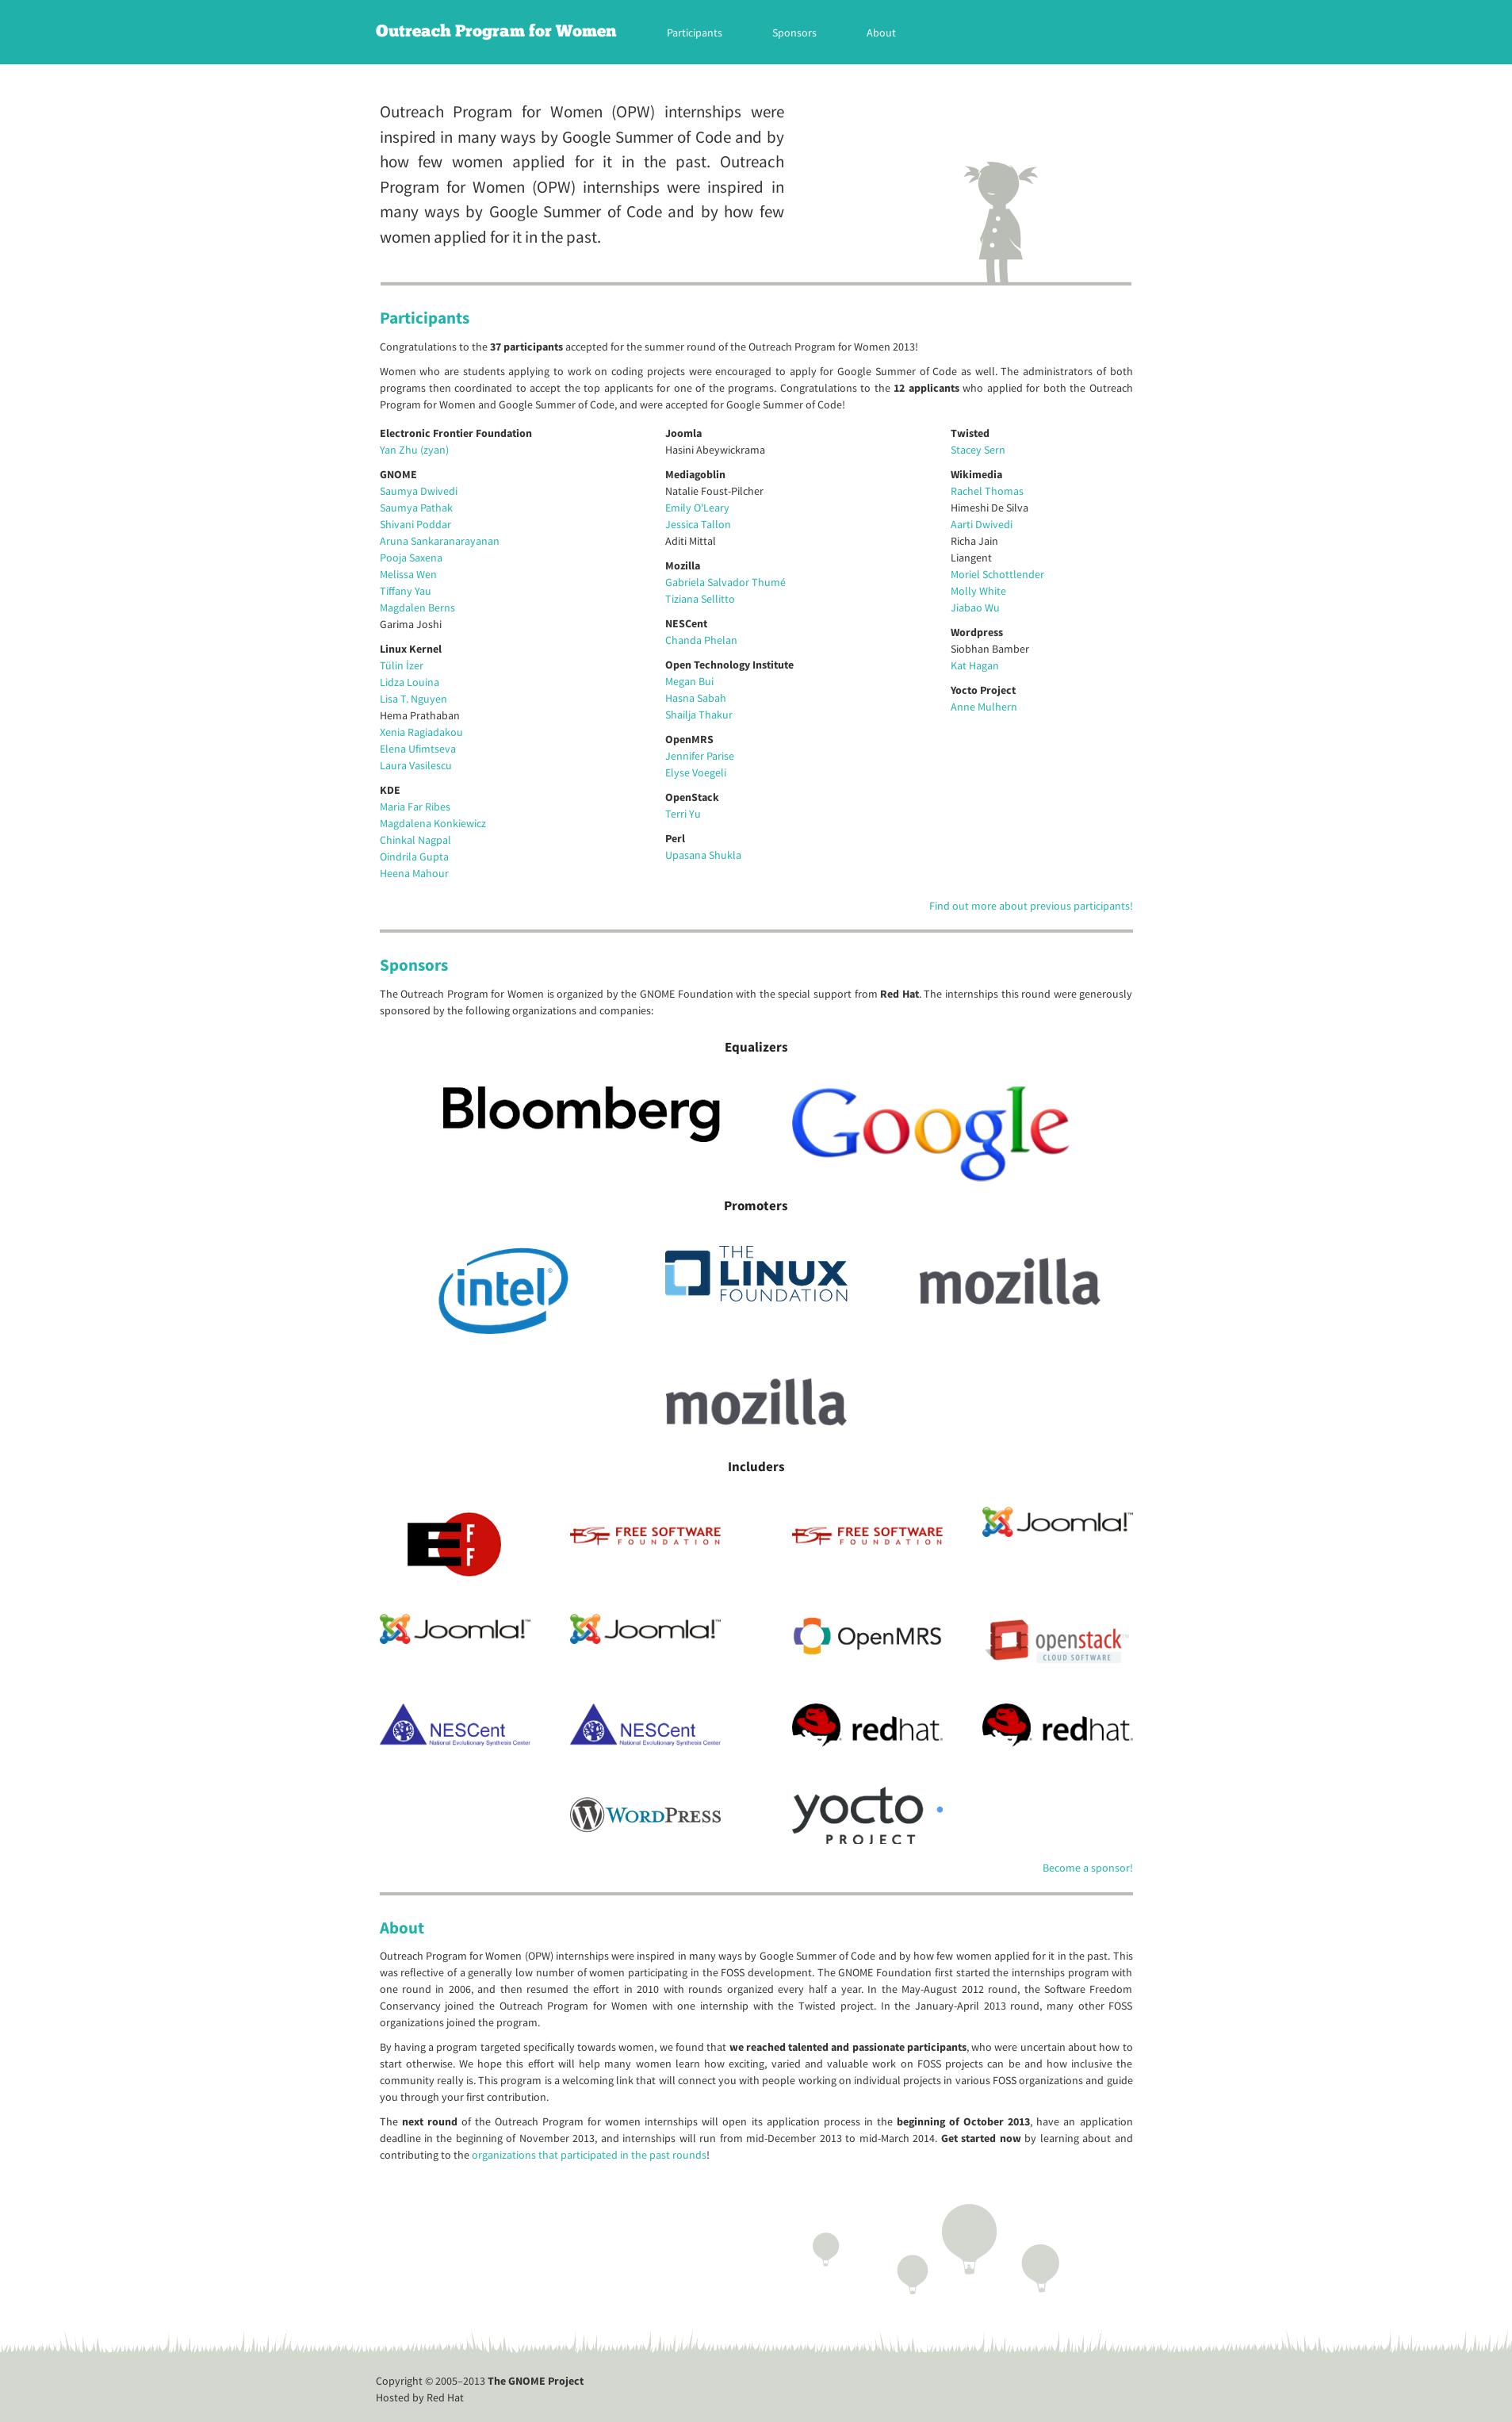 Outreach Program for Women
Participants
Sponsors
About
Outreach Program for Women (OPW) internships were
inspired in many ways by Google Summer of Code and by
how few women applied for it in the past. Outreach
Program for Women (OPW) internships were inspired in
many ways by Google Summer of Code and by how few
women applied for it in the past.
Participants
Congratulations to the 37 participants accepted for the summer round of the Outreach Program for Women 2013!
Women who are students applying to work on coding projects were encouraged to apply for Google Summer of Code as well. The administrators of both
programs then coordinated to accept the top applicants for one of the programs. Congratulations to the 12 applicants who applied for both the Outreach
Program for Women and Google Summer of Code, and were accepted for Google Summer of Code!
Electronic Frontier Foundation
Yan Zhu (zyan)
GNOME
Saumya Dwivedi
Saumya Pathak
Shivani Poddar
Aruna Sankaranarayanan
Pooja Saxena
Melissa Wen
Tiffany Yau
Magdalen Berns
Garima Joshi
Linux Kernel
Tülin İzer
Lidza Louina
Lisa T. Nguyen
Hema Prathaban
Xenia Ragiadakou
Elena Ufimtseva
Laura Vasilescu
KDE
Maria Far Ribes
Magdalena Konkiewicz
Chinkal Nagpal
Oindrila Gupta
Heena Mahour
Joomla
Hasini Abeywickrama
Mediagoblin
Natalie Foust-Pilcher
Emily O'Leary
Jessica Tallon
Aditi Mittal
Mozilla
Gabriela Salvador Thumé
Tiziana Sellitto
NESCent
Chanda Phelan
Open Technology Institute
Megan Bui
Hasna Sabah
Shailja Thakur
OpenMRS
Jennifer Parise
Elyse Voegeli
OpenStack
Terri Yu
Perl
Upasana Shukla
Twisted
Stacey Sern
Wikimedia
Rachel Thomas
Himeshi De Silva
Aarti Dwivedi
Richa Jain
Liangent
Moriel Schottlender
Molly White
Jiabao Wu
Wordpress
Siobhan Bamber
Kat Hagan
Yocto Project
Anne Mulhern
Find out more about previous participants!
Sponsors
The Outreach Program for Women is organized by the GNOME Foundation with the special support from Red Hat. The internships this round were generously
sponsored by the following organizations and companies:
Equalizers
Bloomberg
Google
Promoters
intel®
THE
LINUX
FOUNDATION
mozilla
mozilla
Includers
EFF
FSF FREE SOFTWARE
FOUNDATION
FSF FREE SOFTWARE
FOUNDATION
Joomla!™
Joomla!™
Joomla!™
OpenMRS
openstack™
CLOUD SOFTWARE
NESCent
National Evolutionary Synthesis Center
NESCent
National Evolutionary Synthesis Center
redhat.
redhat.
WORDPRESS
yocto
PROJECT
Become a sponsor!
About
Outreach Program for Women (OPW) internships were inspired in many ways by Google Summer of Code and by how few women applied for it in the past. This
was reflective of a generally low number of women participating in the FOSS development. The GNOME Foundation first started the internships program with
one round in 2006, and then resumed the effort in 2010 with rounds organized every half a year. In the May-August 2012 round, the Software Freedom
Conservancy joined the Outreach Program for Women with one internship with the Twisted project. In the January-April 2013 round, many other FOSS
organizations joined the program.
By having a program targeted specifically towards women, we found that we reached talented and passionate participants, who were uncertain about how to
start otherwise. We hope this effort will help many women learn how exciting, varied and valuable work on FOSS projects can be and how inclusive the
community really is. This program is a welcoming link that will connect you with people working on individual projects in various FOSS organizations and guide
you through your first contribution.
The next round of the Outreach Program for women internships will open its application process in the beginning of October 2013, have an application
deadline in the beginning of November 2013, and internships will run from mid-December 2013 to mid-March 2014. Get started now by learning about and
contributing to the organizations that participated in the past rounds!
Copyright © 2005–2013 The GNOME Project
Hosted by Red Hat